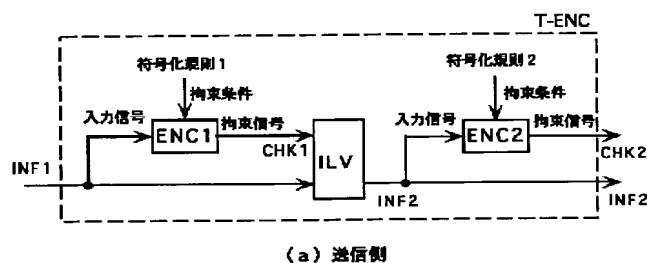 T-ENC
符号化規則1
符号化規則2
拘束条件
拘束条件
入力信号
ENC1
拘束信号
入力信号
ENC2
拘束信号
CHK1
ILV
CHK2
INF1
INF2
INF2
(a) 送信側